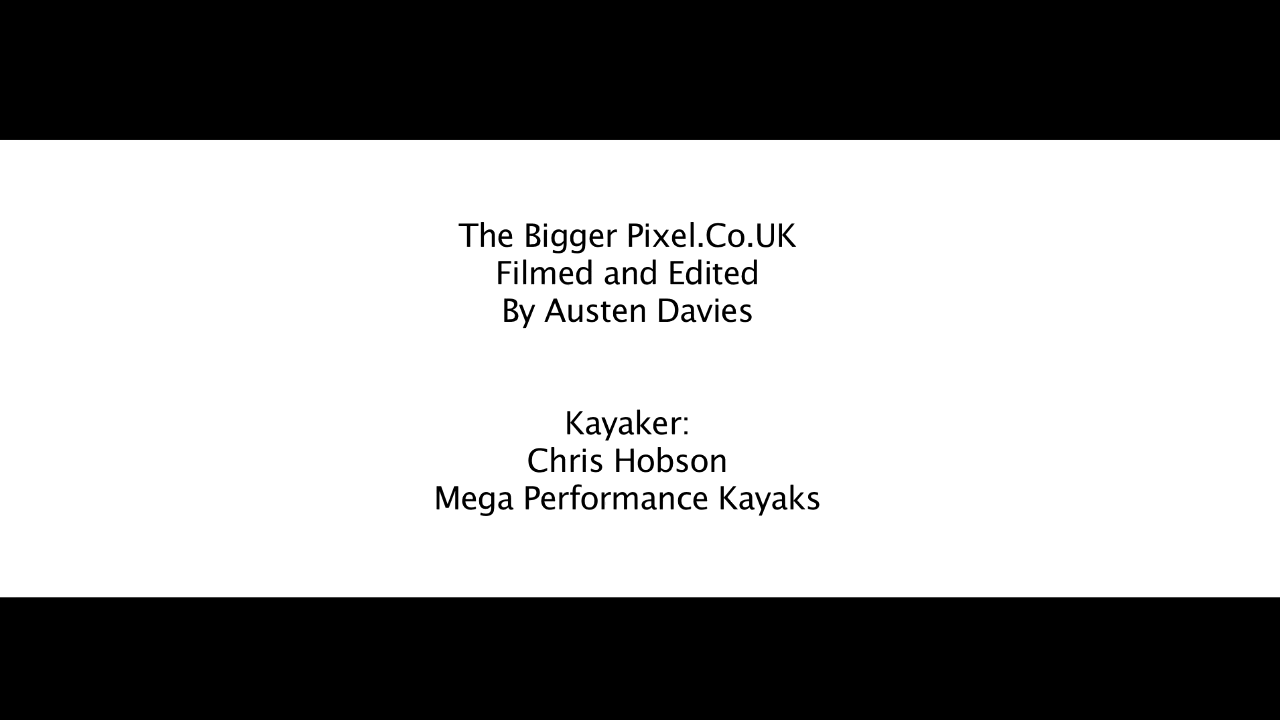 The Bigger Pixel.Co.UK
Filmed and Edited
By Austen Davies
Kayaker:
Chris Hobson
Mega Performance Kayaks